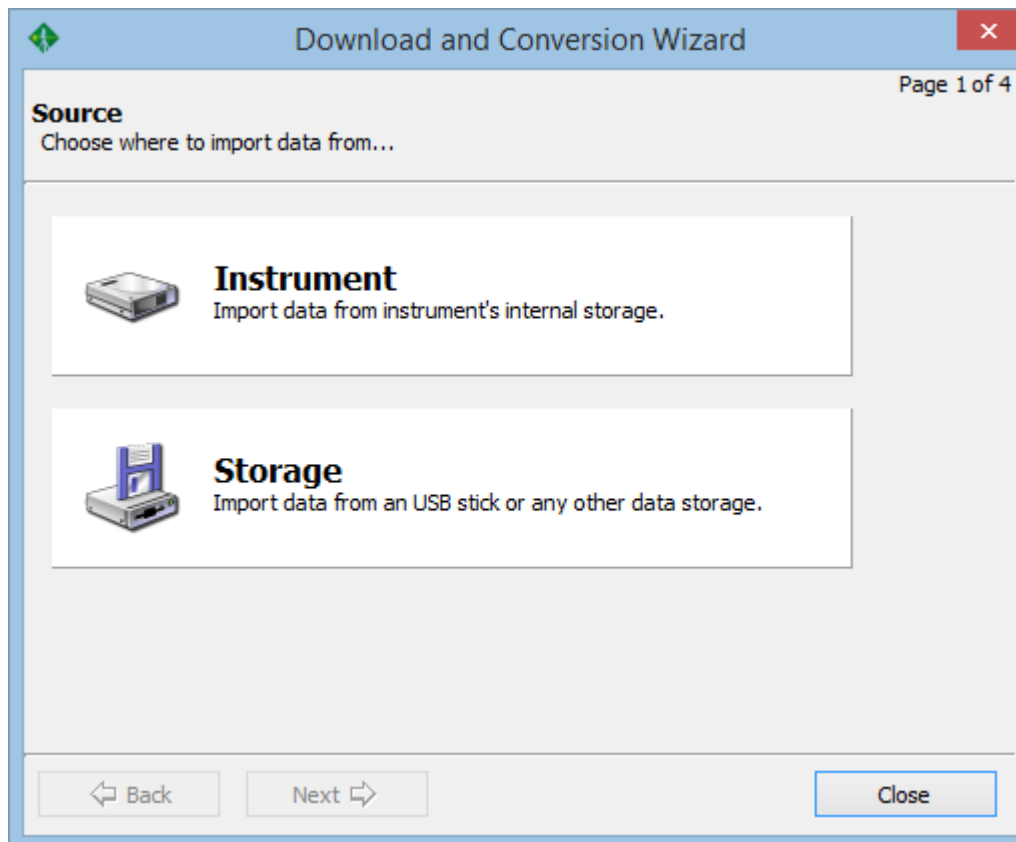 Download and Conversion Wizard
Page 1 of 4
Source
Choose where to import data from...
Instrument
Import data from instrument's internal storage.
Storage
Import data from an USB stick or any other data storage.
Back
Next
Close